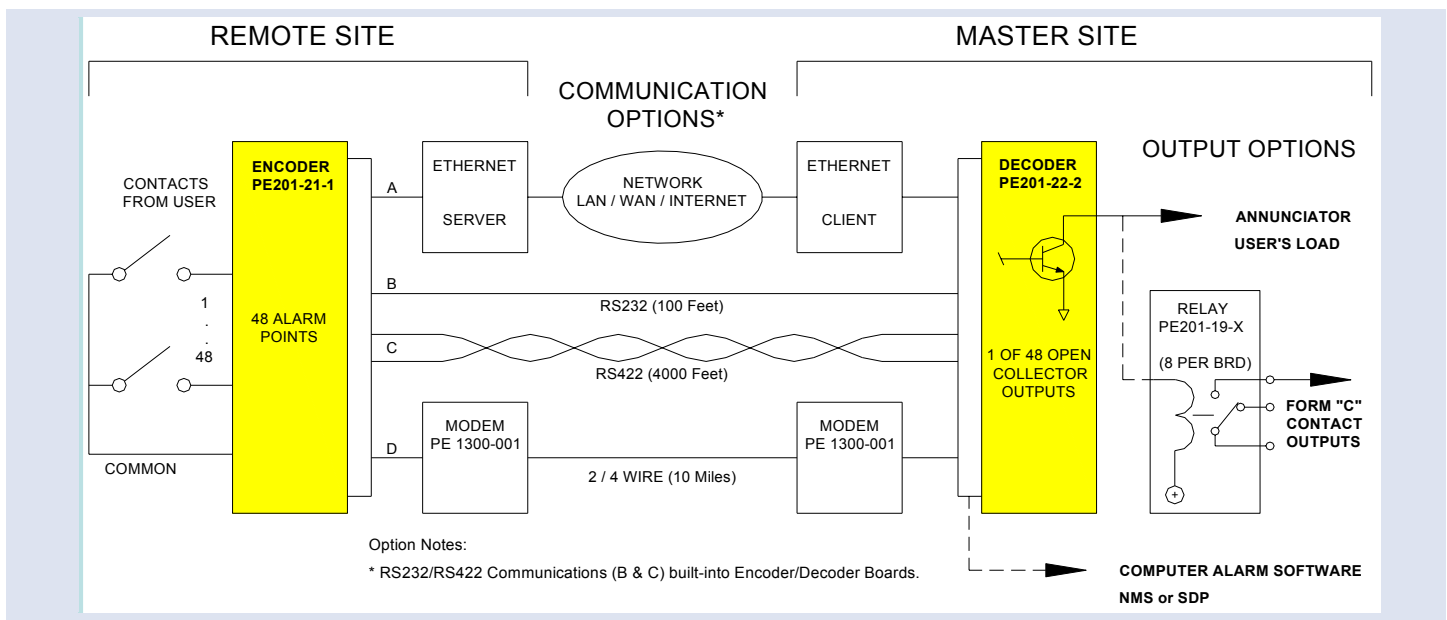 REMOTE SITE
MASTER SITE
COMMUNICATION
OPTIONS*
OUTPUT OPTIONS
CONTACTS
FROM USER
1
.
.
48
COMMON
ENCODER
PE201-21-1
48 ALARM
POINTS
A
ETHERNET
SERVER
NETWORK
LAN / WAN / INTERNET
ETHERNET
CLIENT
B
RS232 (100 Feet)
C
RS422 (4000 Feet)
D
MODEM
PE 1300-001
2 / 4 WIRE (10 Miles)
MODEM
PE 1300-001
DECODER
PE201-22-2
1 OF 48 OPEN
COLLECTOR
OUTPUTS
ANNUNCIATOR
USER'S LOAD
RELAY
PE201-19-X
(8 PER BRD)
+
FORM "C"
CONTACT
OUTPUTS
Option Notes:
* RS232/RS422 Communications (B & C) built-into Encoder/Decoder Boards.
COMPUTER ALARM SOFTWARE
NMS or SDP